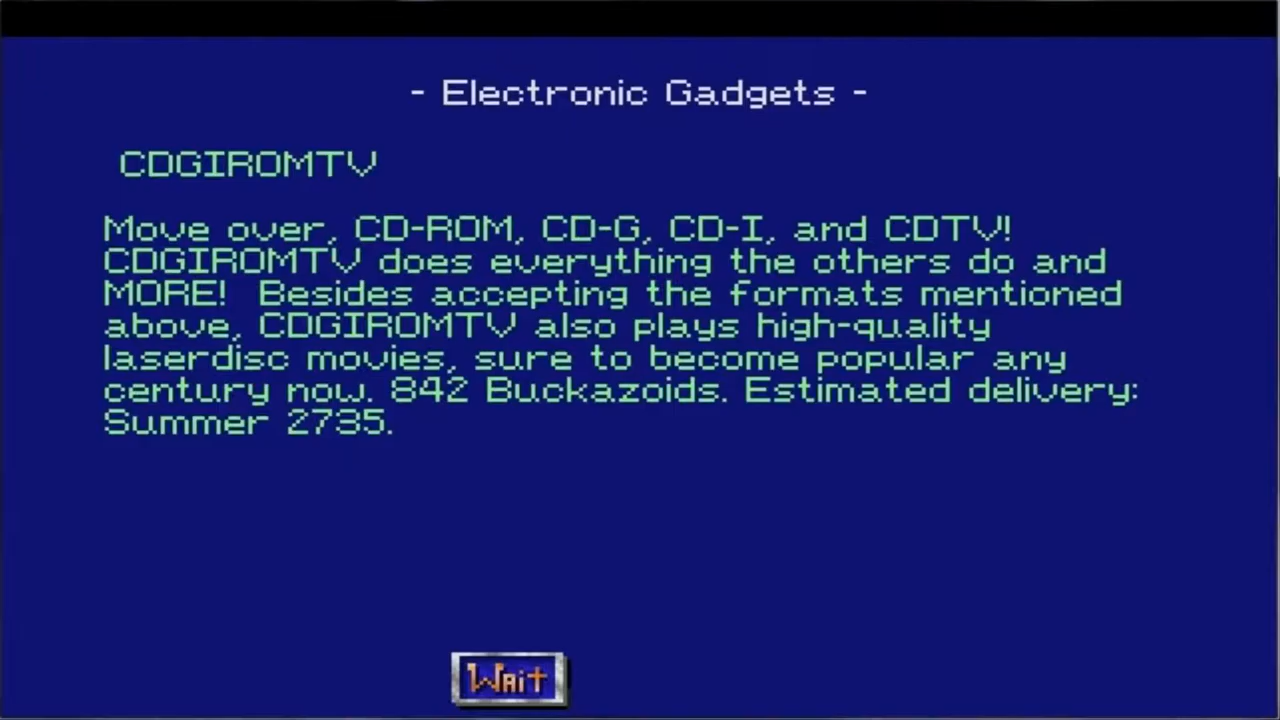 - Electronic Gadgets -
CDGIROMTV
Move over, CD-ROM, CD-G, CD-I, and CDTV!
CDGIROMTV does everything the others do and
MORE!  Besides accepting the formats mentioned
above, CDGIROMTV also plays high-quality
laserdisc movies, sure to become popular any
century now. 842 Buckazoids. Estimated delivery:
Summer 2735.
Wait